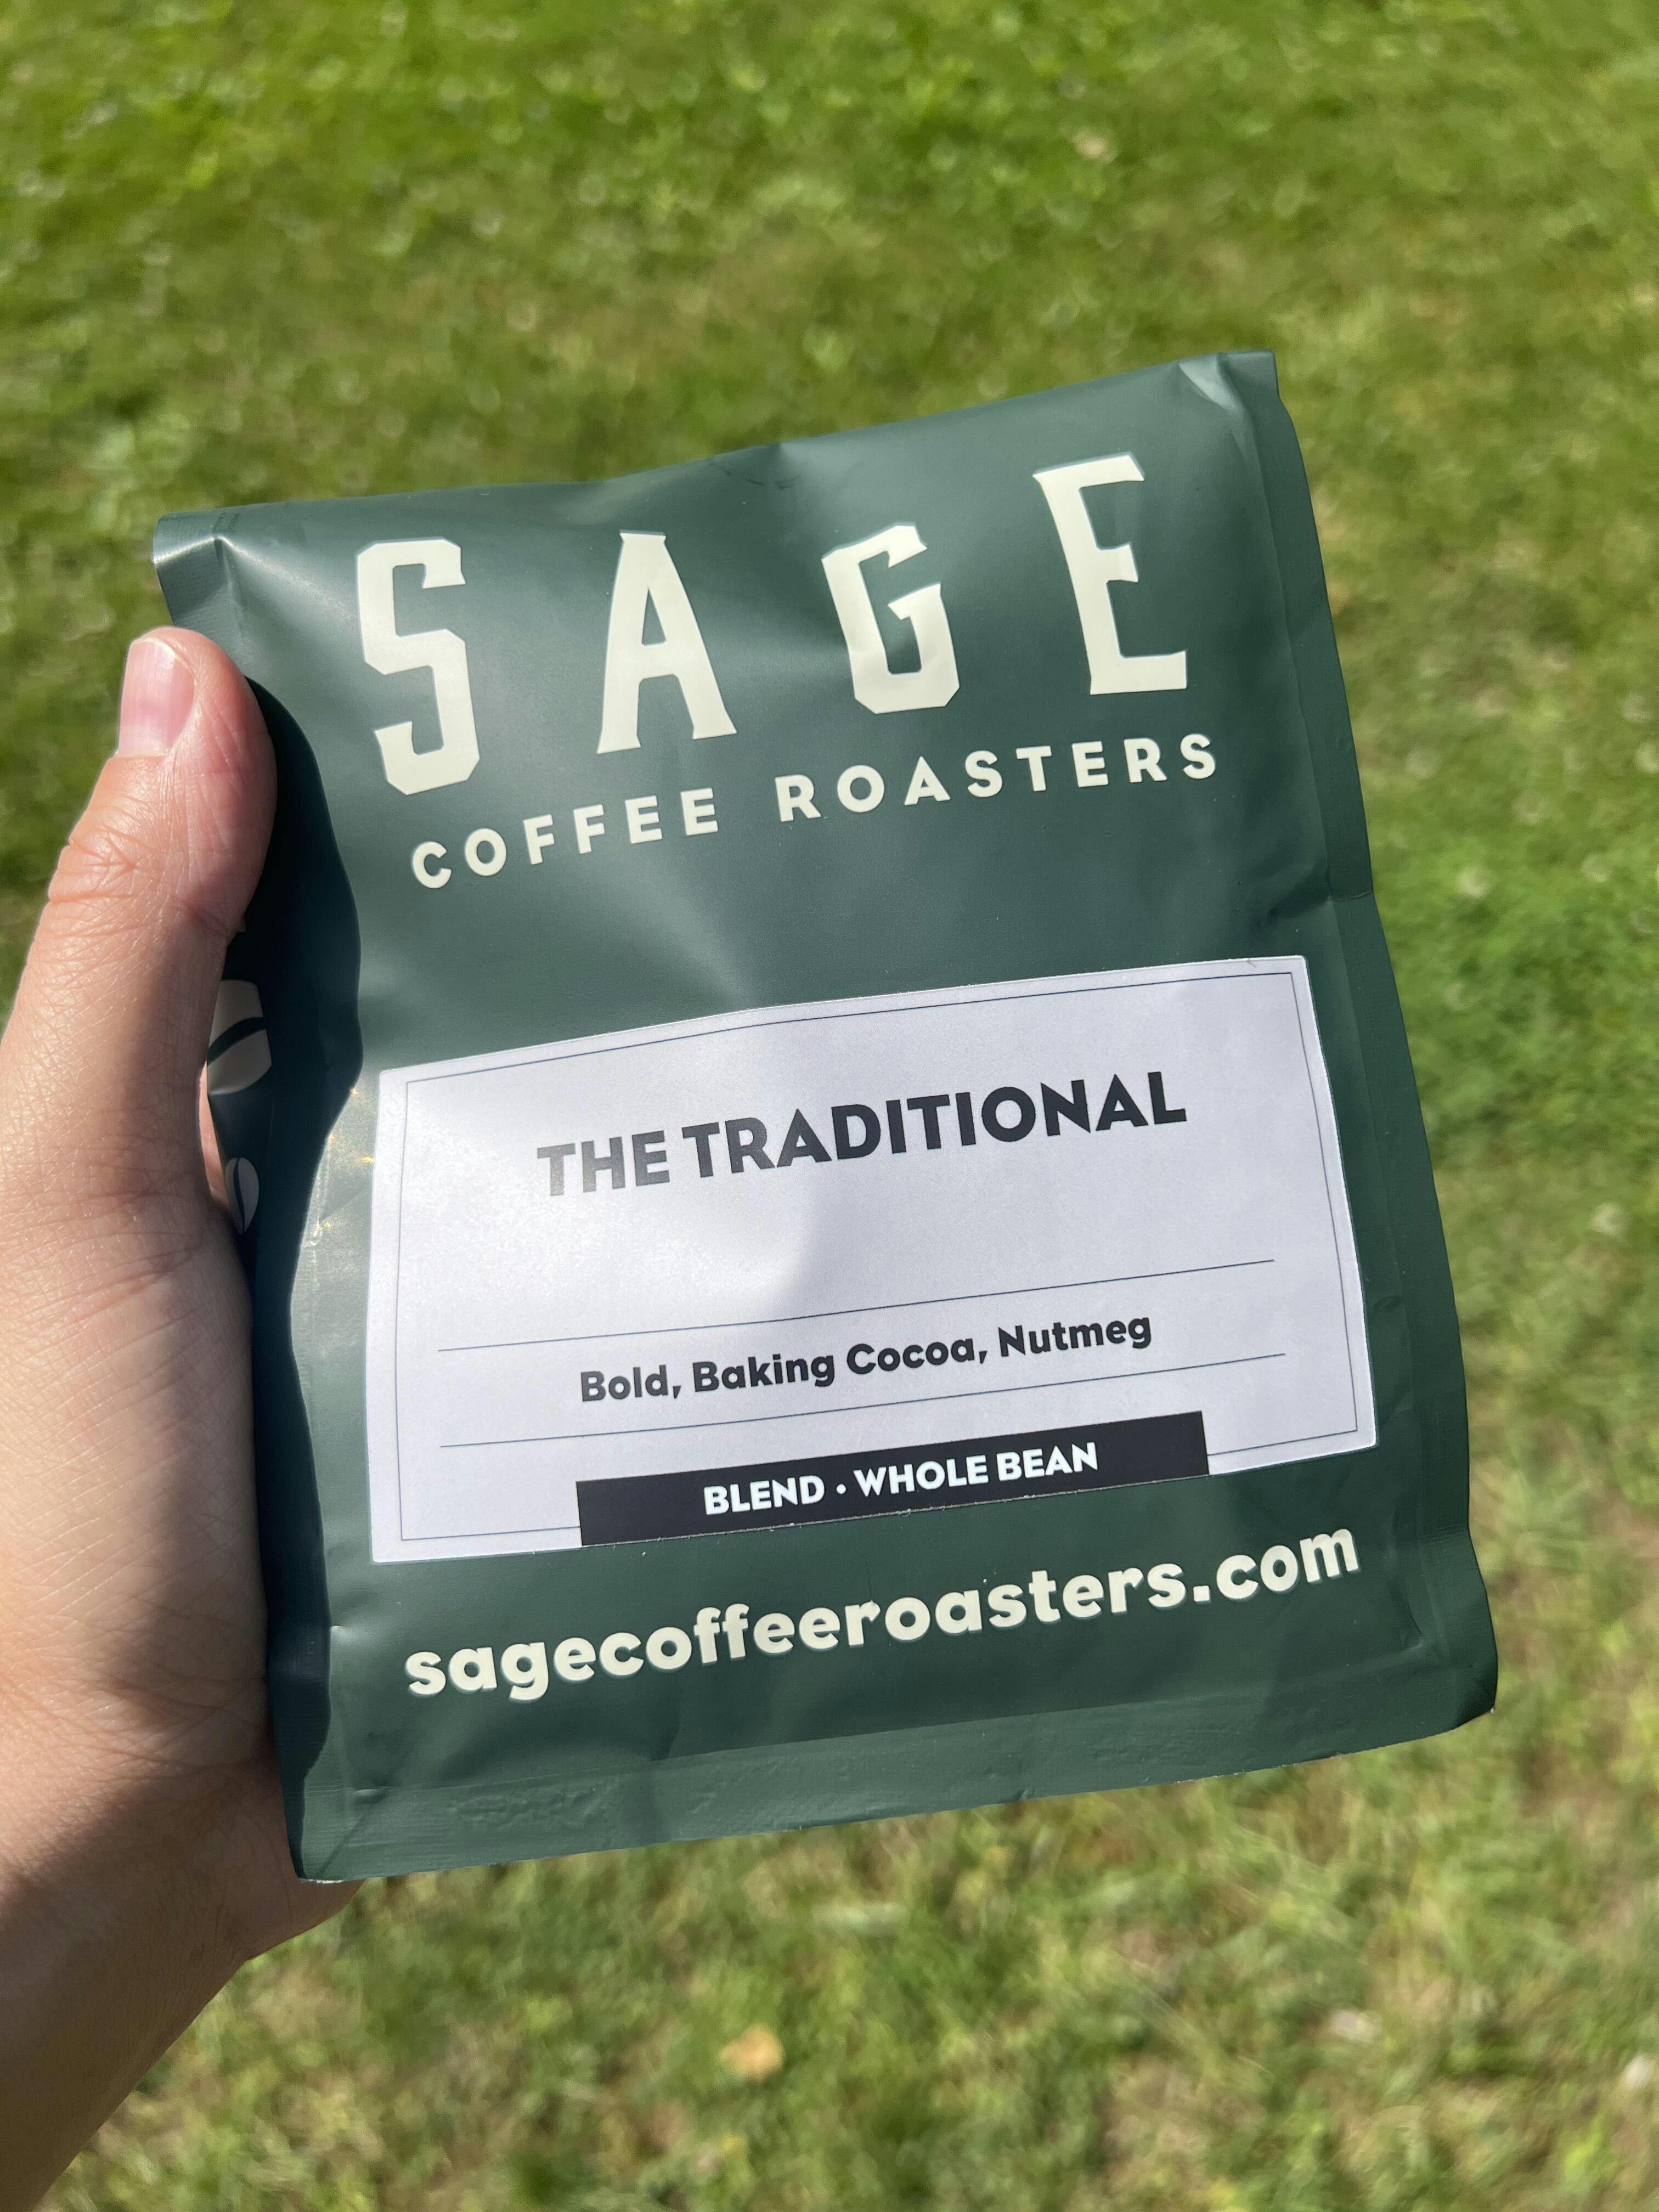 SAGE
COFFEE ROASTERS
THE TRADITIONAL
Bold, Baking Cocoa, Nutmeg
BLEND • WHOLE BEAN
sagecoffeeroasters.com